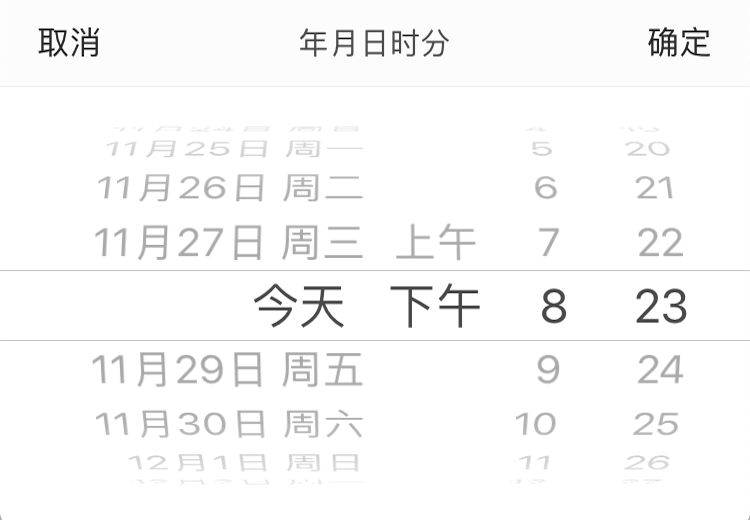 取消 年月日时分 确定
11月25日 周一 5 20
11月26日 周二 6 21
11月27日 周三 上午 7 22
今天 下午 8 23
11月29日 周五 9 24
11月30日 周六 10 25
12月1日 周日 11 26